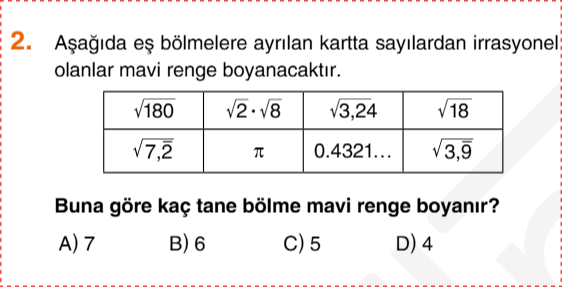 2. Aşağıda eş bölmelere ayrılan kartta sayılardan irrasyonel
olanlar mavi renge boyanacaktır.
√180 √2·√8 √3,24 √18
√7,2̅ π 0.4321... √3,9̅
Buna göre kaç tane bölme mavi renge boyanır?
A) 7 B) 6 C) 5 D) 4